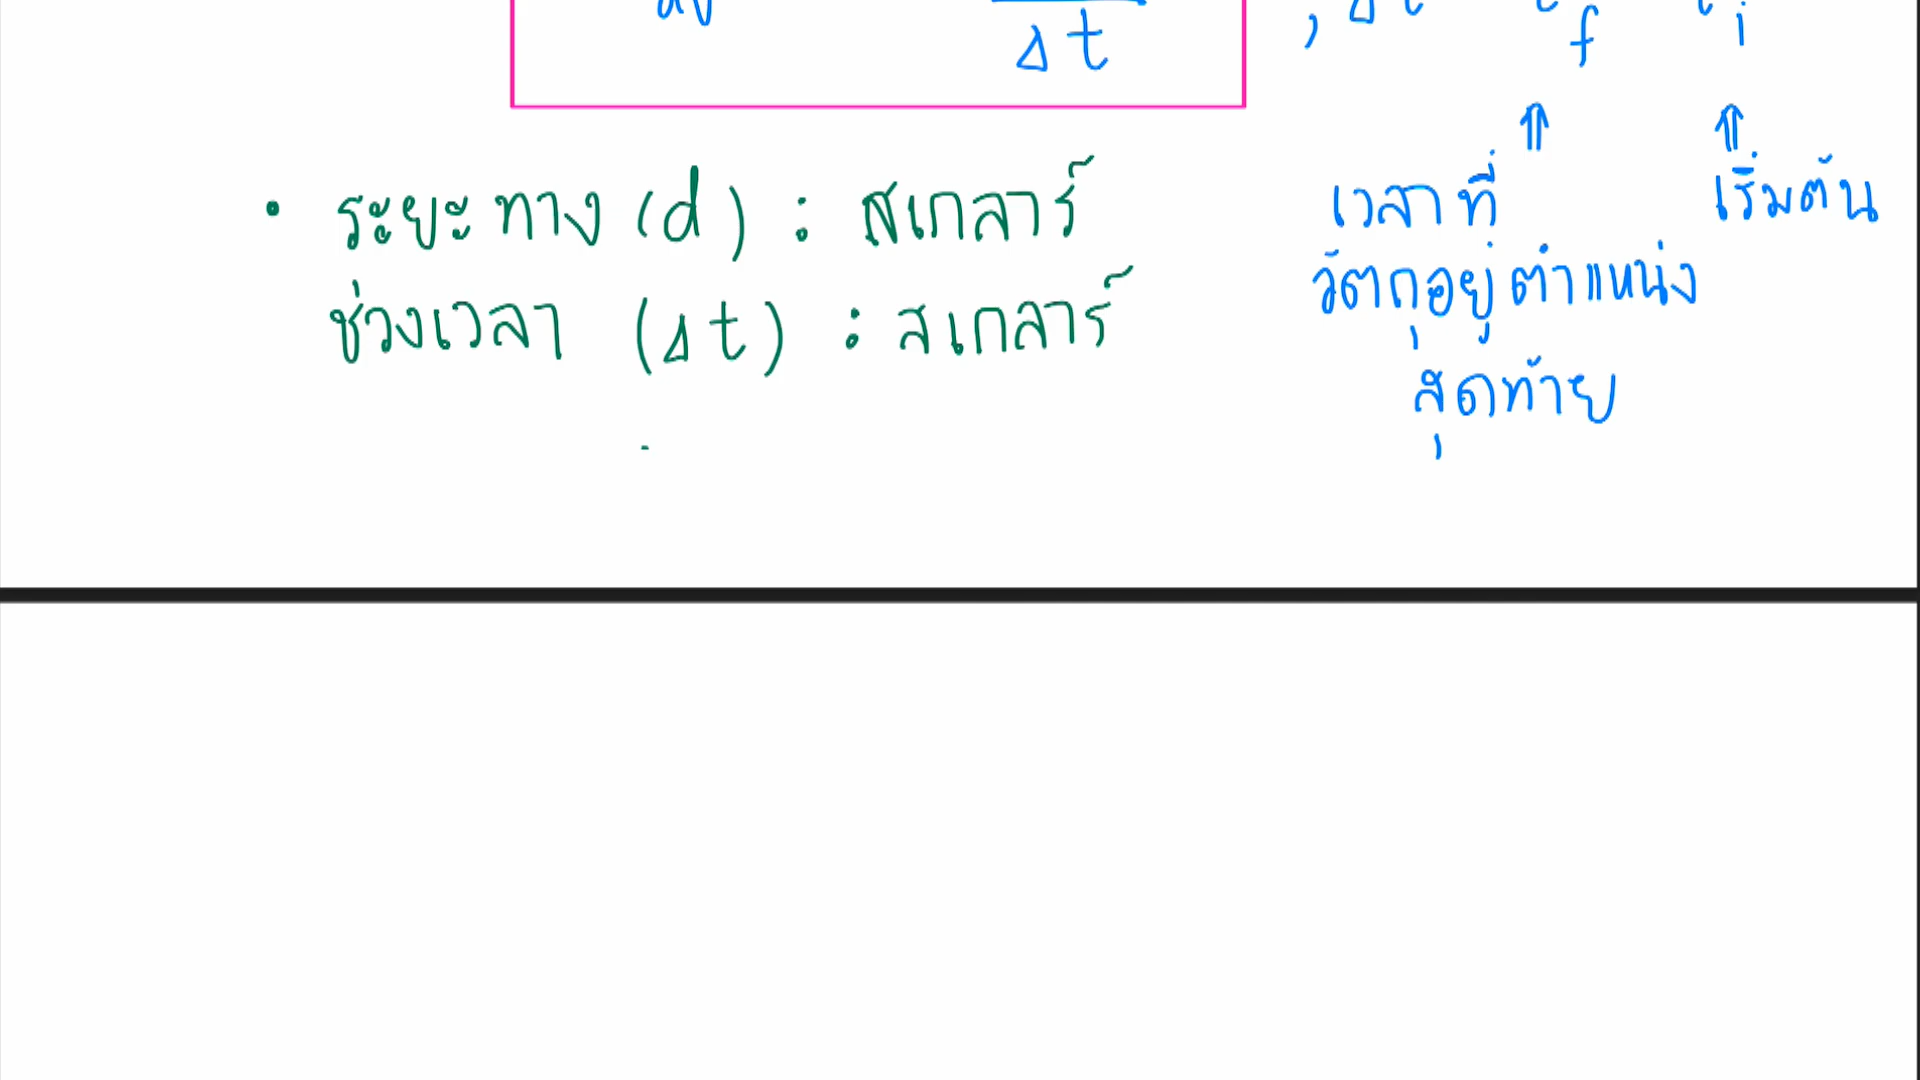 av
Δt , Δt f i
• ระยะทาง (d) : สเกลาร์
ช่วงเวลา (Δt) : สเกลาร์
⇑ ⇑
เวลาที่ เริ่มต้น
วัตถุอยู่ตำแหน่ง
สุดท้าย